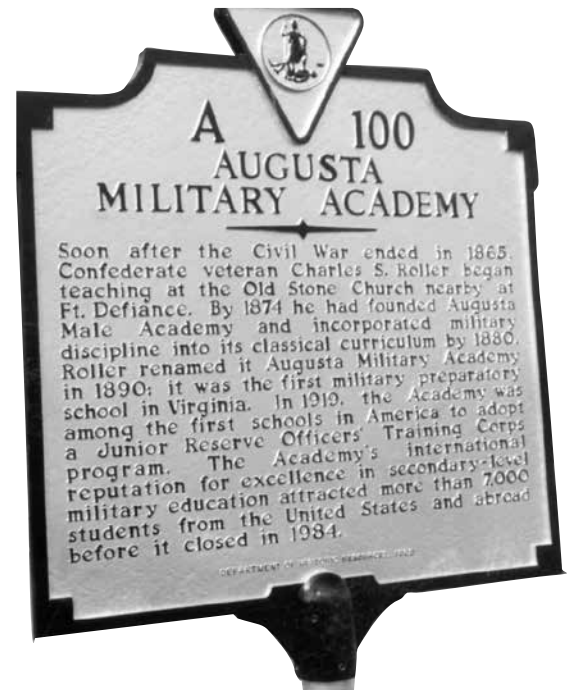 A 100
AUGUSTA
MILITARY ACADEMY
Soon after the Civil War ended in 1865,
Confederate veteran Charles S. Roller began
teaching at the Old Stone Church nearby at
Ft. Defiance. By 1874 he had founded Augusta
Male Academy and incorporated military
discipline into its classical curriculum by 1880.
Roller renamed it Augusta Military Academy
in 1890; it was the first military preparatory
school in Virginia. In 1919, the Academy was
among the first schools in America to adopt
a Junior Reserve Officers' Training Corps
program. The Academy's international
reputation for excellence in secondary-level
military education attracted more than 7,000
students from the United States and abroad
before it closed in 1984.
DEPARTMENT OF HISTORIC RESOURCES,